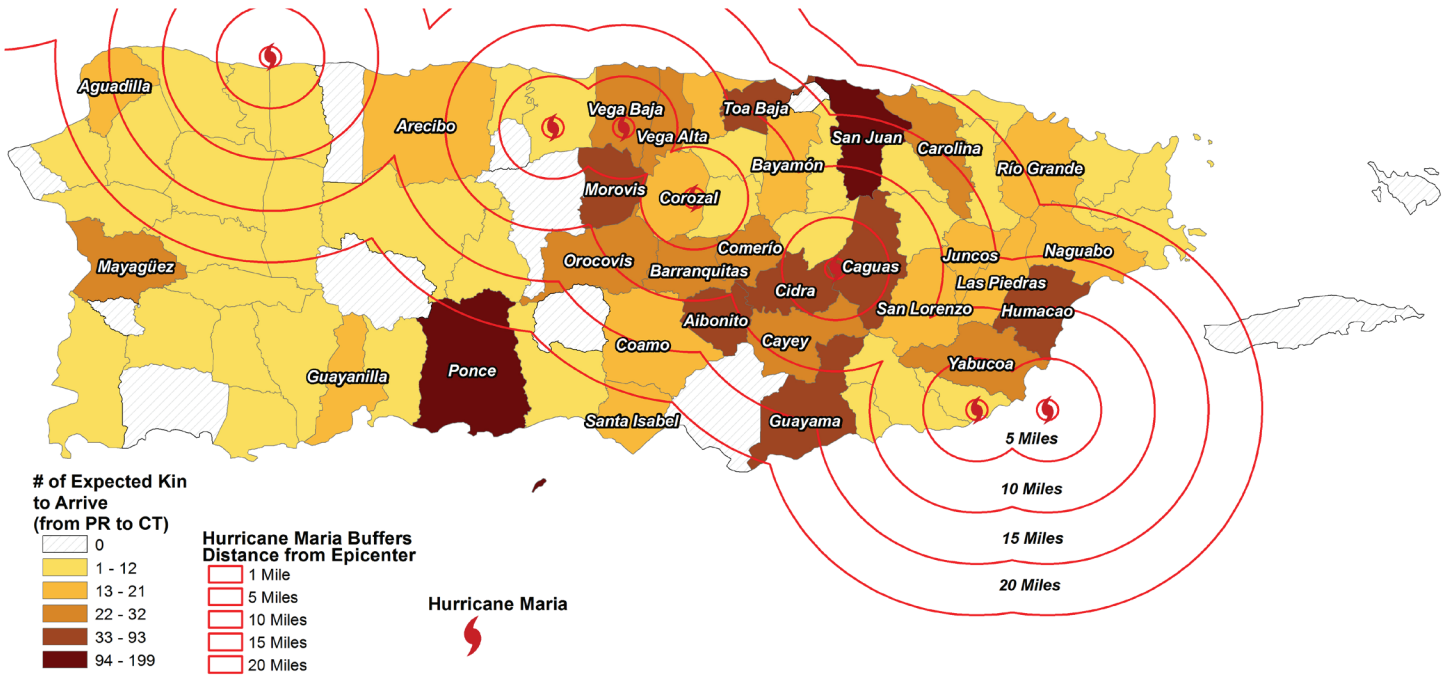 Aguadilla
Arecibo
Vega Baja
Toa Baja
Vega Alta
San Juan
Carolina
Bayamón
Río Grande
Morovis
Corozal
Mayagüez
Orocovis
Comerío
Barranquitas
Caguas
Juncos
Naguabo
Cidra
Las Piedras
San Lorenzo
Humacao
Aibonito
Coamo
Cayey
Guayanilla
Ponce
Yabucoa
Santa Isabel
Guayama
5 Miles
10 Miles
15 Miles
20 Miles
# of Expected Kin
to Arrive
(from PR to CT)
0
1 - 12
13 - 21
22 - 32
33 - 93
94 - 199
Hurricane Maria Buffers
Distance from Epicenter
1 Mile
5 Miles
10 Miles
15 Miles
20 Miles
Hurricane Maria